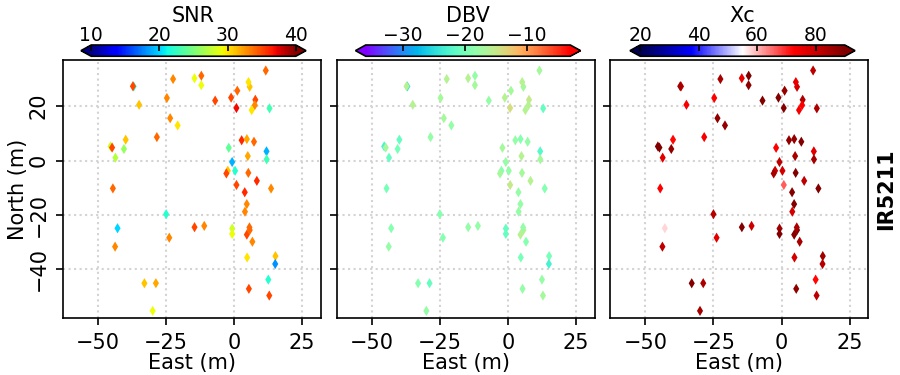 SNR DBV Xc
10 20 30 40 −30 −20 −10 20 40 60 80
20
0
−20
−40
North (m)
IR5211
−50 −25 0 25 −50 −25 0 25 −50 −25 0 25
East (m) East (m) East (m)